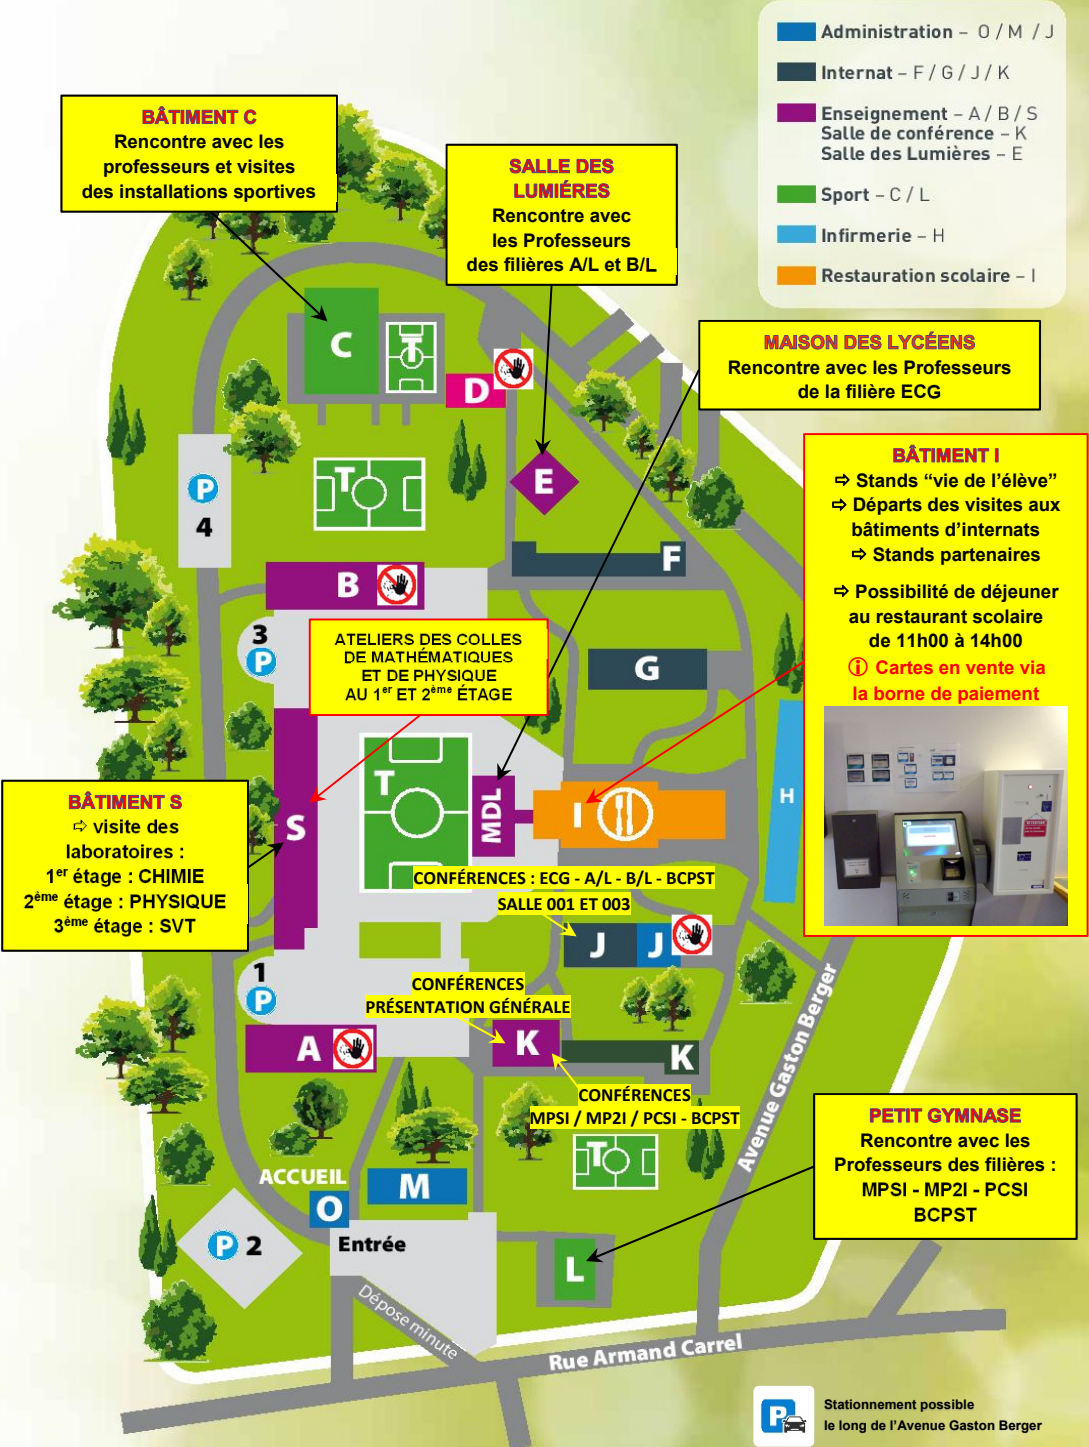 Administration – O / M / J
Internat – F / G / J / K
Enseignement – A / B / S
Salle de conférence – K
Salle des Lumières – E
Sport – C / L
Infirmerie – H
Restauration scolaire – I
BÂTIMENT C
Rencontre avec les
professeurs et visites
des installations sportives
SALLE DES
LUMIÉRES
Rencontre avec
les Professeurs
des filières A/L et B/L
MAISON DES LYCÉENS
Rencontre avec les Professeurs
de la filière ECG
C
T
D
BÂTIMENT I
⇨ Stands “vie de l’élève”
⇨ Départs des visites aux
bâtiments d’internats
⇨ Stands partenaires
⇨ Possibilité de déjeuner
au restaurant scolaire
de 11h00 à 14h00
ⓘ Cartes en vente via
la borne de paiement
P
4
T
E
F
B
3
P
ATELIERS DES COLLES
DE MATHÉMATIQUES
ET DE PHYSIQUE
AU 1er ET 2ème ÉTAGE
G
T
MDL
I
H
S
BÂTIMENT S
⇨ visite des
laboratoires :
1er étage : CHIMIE
2ème étage : PHYSIQUE
3ème étage : SVT
CONFÉRENCES : ECG - A/L - B/L - BCPST
SALLE 001 ET 003
J J
1
P
CONFÉRENCES
PRÉSENTATION GÉNÉRALE
A
K
K
CONFÉRENCES
MPSI / MP2I / PCSI - BCPST
Avenue Gaston Berger
PETIT GYMNASE
Rencontre avec les
Professeurs des filières :
MPSI - MP2I - PCSI
BCPST
T
ACCUEIL
O
M
P 2
Entrée
L
Dépose minute
Rue Armand Carrel
P
Stationnement possible
le long de l’Avenue Gaston Berger